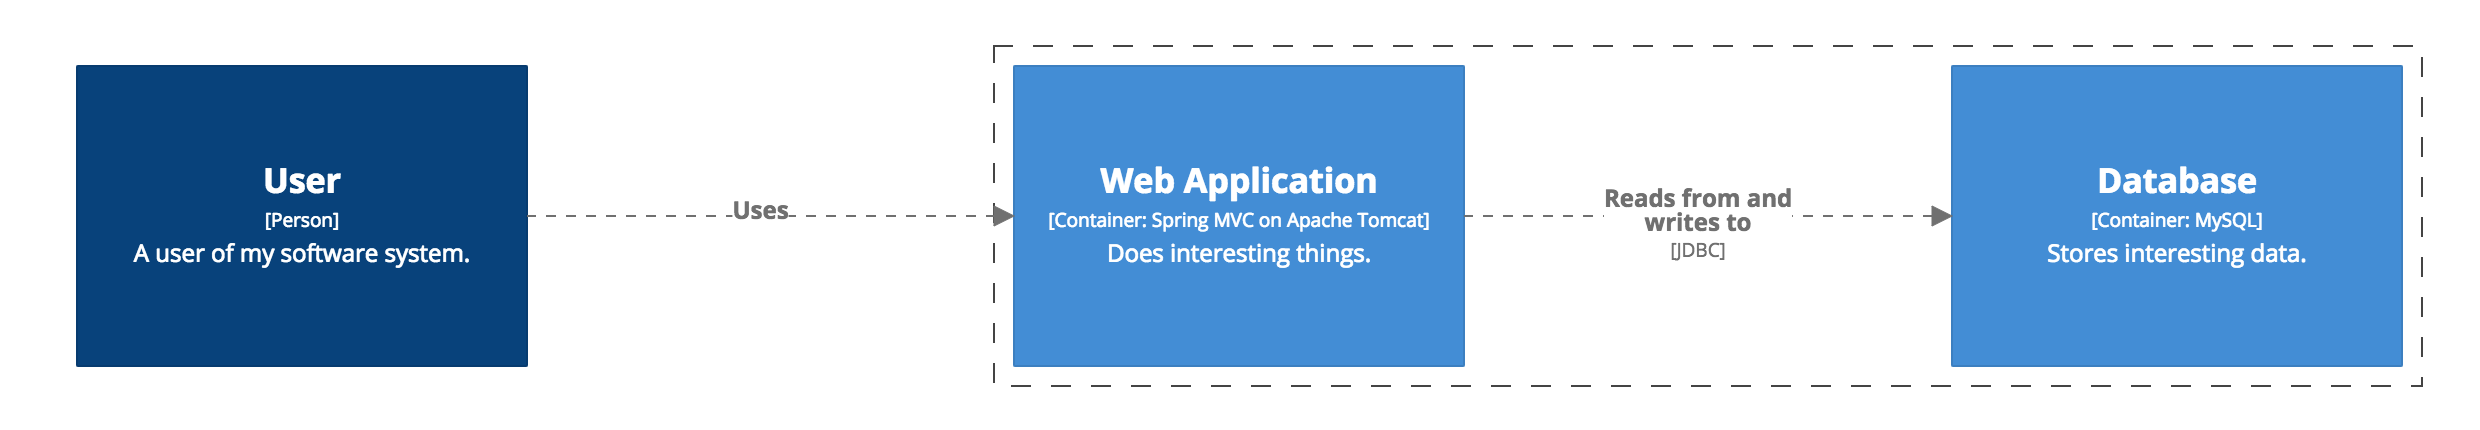 User
[Person]
A user of my software system.
Uses
Web Application
[Container: Spring MVC on Apache Tomcat]
Does interesting things.
Reads from and
writes to
[JDBC]
Database
[Container: MySQL]
Stores interesting data.